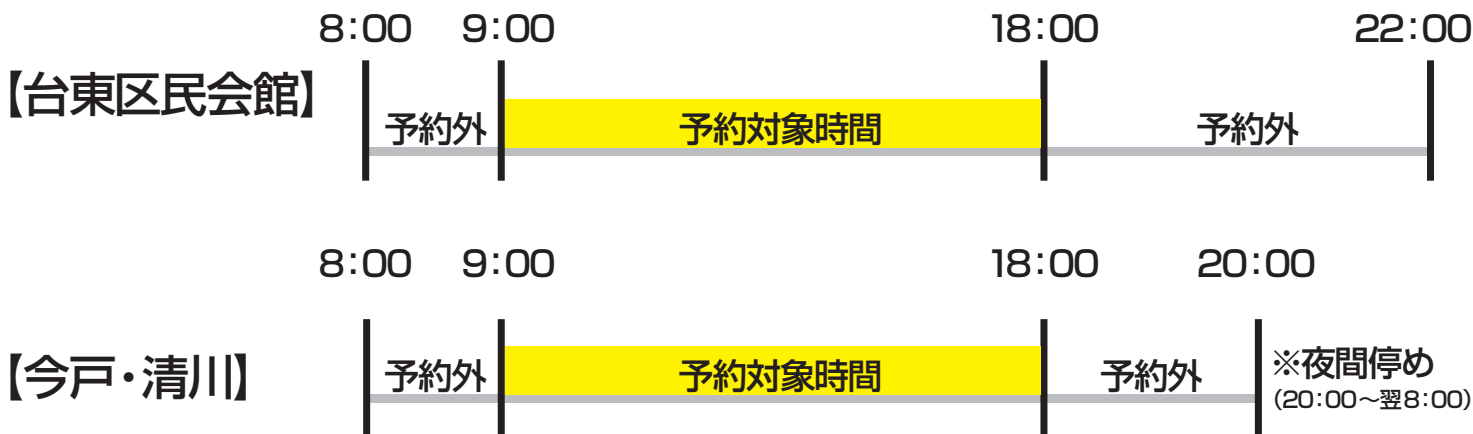 8:00 9:00 18:00 22:00
【台東区民会館】
予約外 予約対象時間 予約外
8:00 9:00 18:00 20:00
【今戸・清川】
予約外 予約対象時間 予約外 ※夜間停め
(20:00～翌8:00)